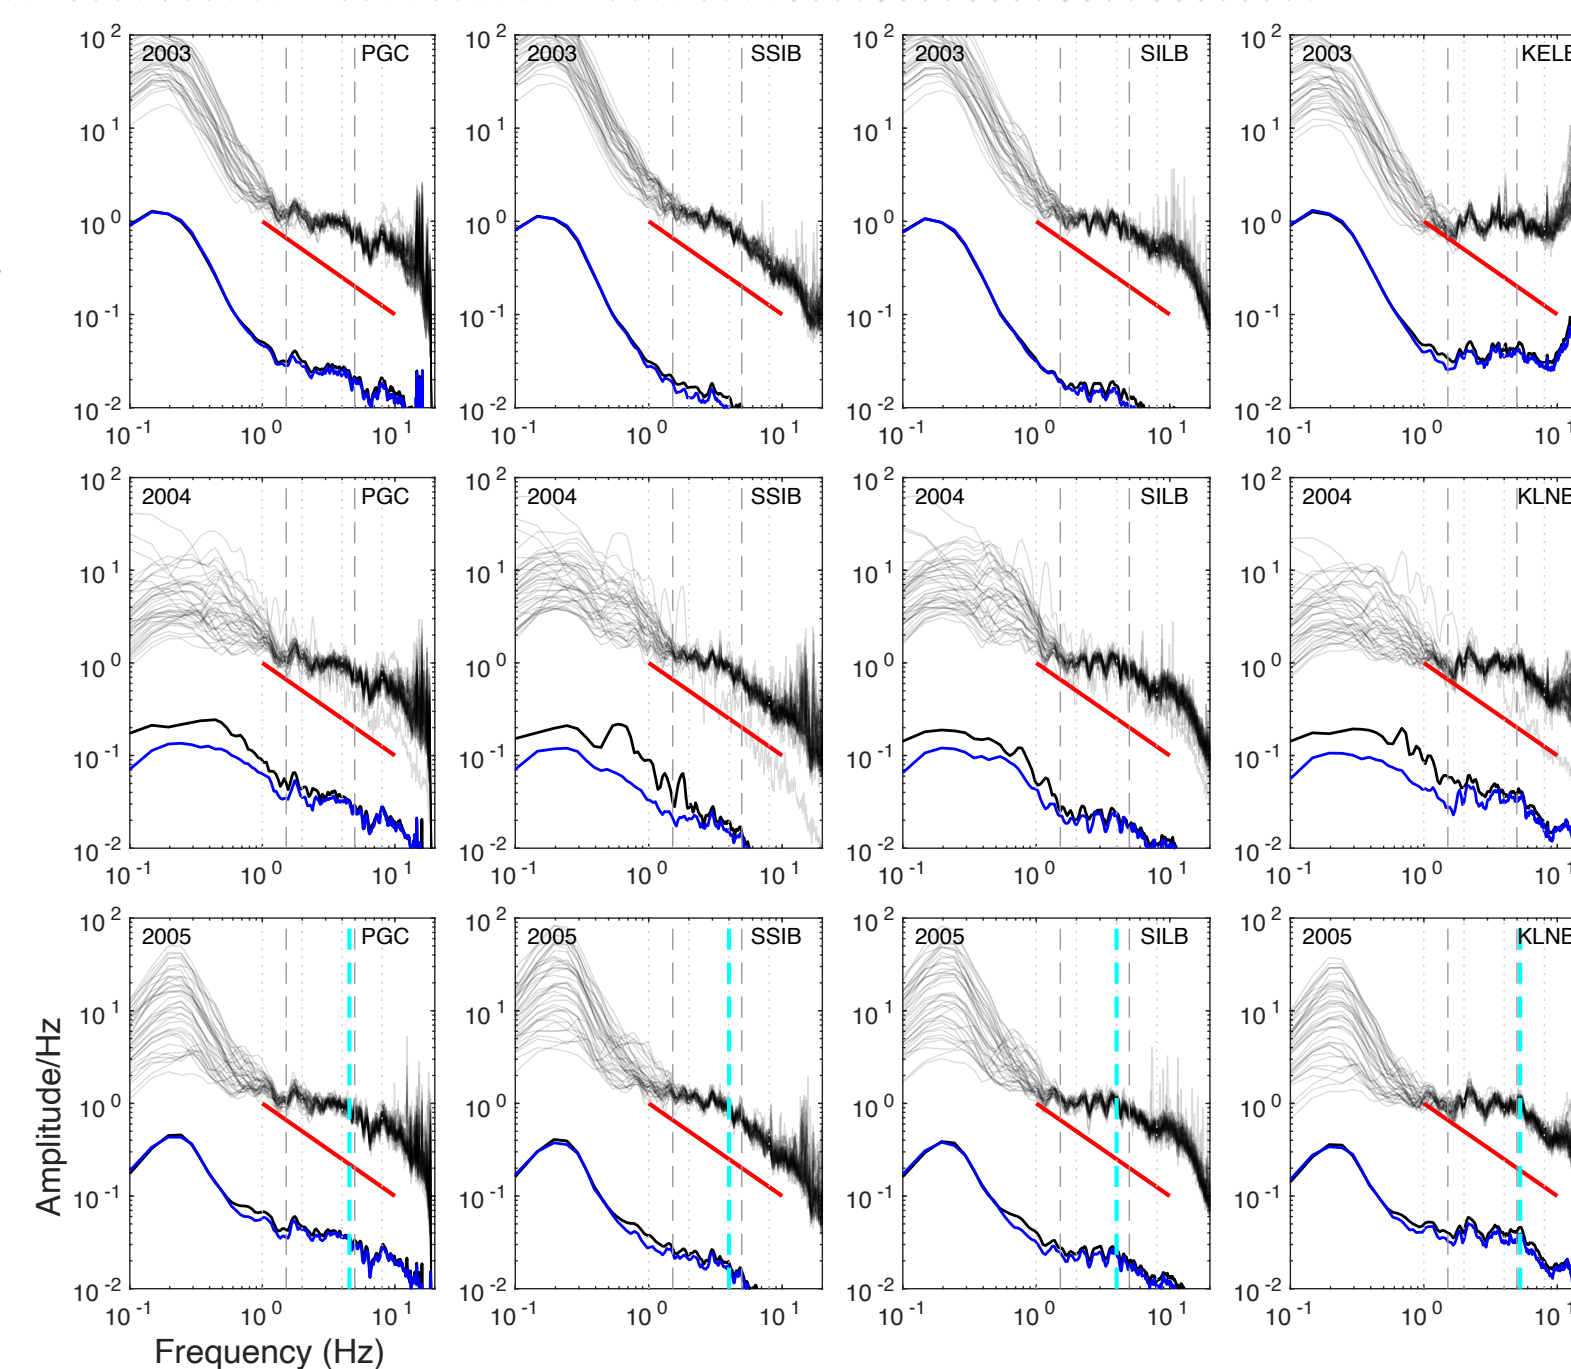 10 2 2003 PGC 10 2 2003 SSIB 10 2 2003 SILB 10 2 2003 KELB
10 1 10 1 10 1 10 1
10 0 10 0 10 0 10 0
10 -1 10 -1 10 -1 10 -1
10 -2 10 -2 10 -2 10 -2
10 -1 10 0 10 1 10 -1 10 0 10 1 10 -1 10 0 10 1 10 -1 10 0 10 1
10 2 2004 PGC 10 2 2004 SSIB 10 2 2004 SILB 10 2 2004 KLNB
10 1 10 1 10 1 10 1
10 0 10 0 10 0 10 0
10 -1 10 -1 10 -1 10 -1
10 -2 10 -2 10 -2 10 -2
10 -1 10 0 10 1 10 -1 10 0 10 1 10 -1 10 0 10 1 10 -1 10 0 10 1
10 2 2005 PGC 10 2 2005 SSIB 10 2 2005 SILB 10 2 2005 KLNB
10 1 10 1 10 1 10 1
10 0 10 0 10 0 10 0
10 -1 10 -1 10 -1 10 -1
10 -2 10 -2 10 -2 10 -2
10 -1 10 0 10 1 10 -1 10 0 10 1 10 -1 10 0 10 1 10 -1 10 0 10 1
Amplitude/Hz
Frequency (Hz)